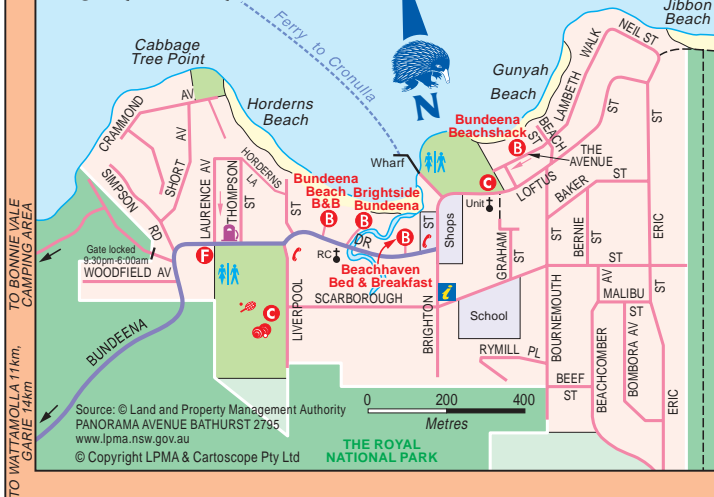 Jibbon
Beach
Cabbage
Tree Point
Ferry to Cronulla
N
Gunyah
Beach
NEIL ST
LAMBETH WALK
Horderns
Beach
CRAMMOND AV
SHORT AV
SIMPSON RD
LAURENCE AV
THOMPSON ST
HORDERNS LA
ST
Bundeena
Beachshack
B
BEACH ST
THE
AVENUE
ST
ST
LOFTUS
BAKER ST
Wharf
C
Unit
Bundeena
Beach
B&B
B
Brightside
Bundeena
B
B
DR
ST
Shops
RC
Beachhaven
Bed & Breakfast
GRAHAM ST
BERNIE ST
ERIC
ST
Gate locked
9:30pm-6:00am
WOODFIELD AV
F
C
LIVERPOOL
SCARBOROUGH
BRIGHTON
i
School
BOURNEMOUTH
ST
AV
MALIBU
ST
BEACHCOMBER
BOMBORA AV
ST
ERIC
RYMILL PL
BEEF
ST
BUNDEENA
TO BONNIE VALE
CAMPING AREA
TO WATTAMOLLA 11km,
GARIE 14km
0 200 400
Metres
Source: © Land and Property Management Authority
PANORAMA AVENUE BATHURST 2795
www.lpma.nsw.gov.au
© Copyright LPMA & Cartoscope Pty Ltd
THE ROYAL
NATIONAL PARK